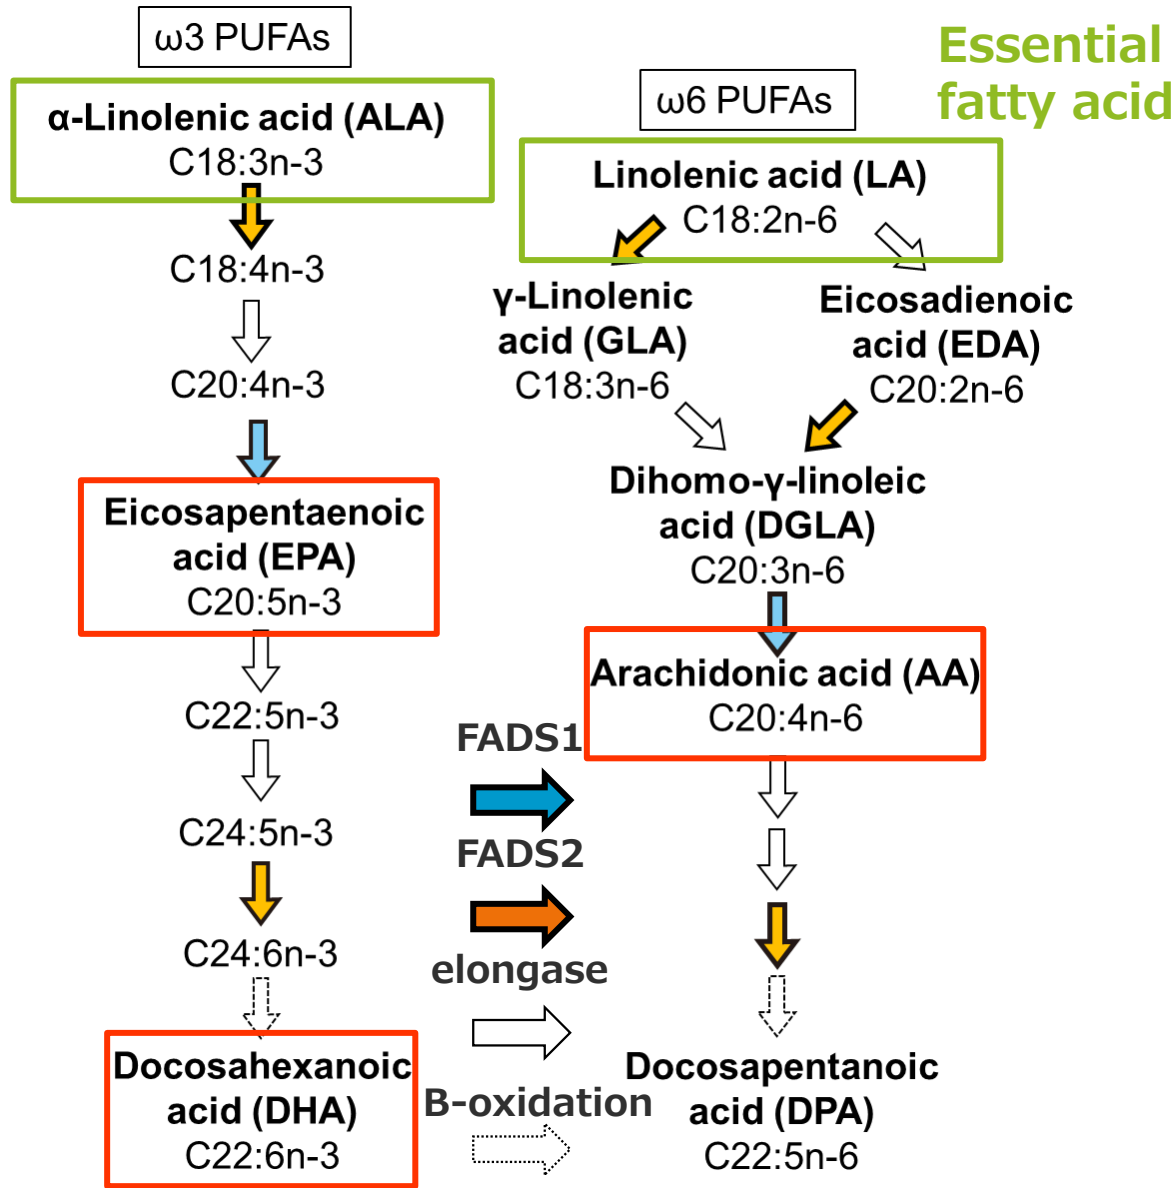 ω3 PUFAs
α-Linolenic acid (ALA)
C18:3n-3
C18:4n-3
C20:4n-3
Eicosapentaenoic
acid (EPA)
C20:5n-3
C22:5n-3
C24:5n-3
C24:6n-3
Docosahexanoic
acid (DHA)
C22:6n-3
Essential
fatty acid
ω6 PUFAs
Linolenic acid (LA)
C18:2n-6
γ-Linolenic
acid (GLA)
C18:3n-6
Eicosadienoic
acid (EDA)
C20:2n-6
Dihomo-γ-linoleic
acid (DGLA)
C20:3n-6
Arachidonic acid (AA)
C20:4n-6
Docosapentanoic
acid (DPA)
C22:5n-6
FADS1
FADS2
elongase
B-oxidation